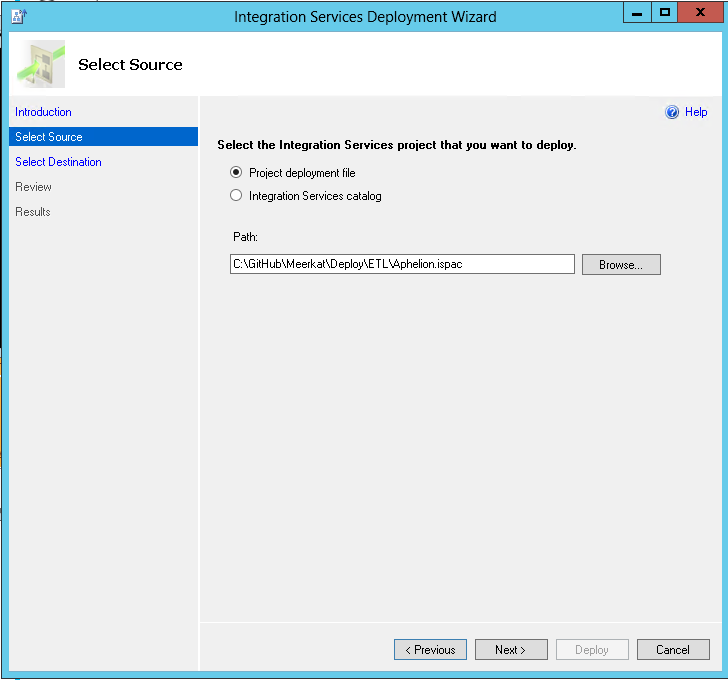 Integration Services Deployment Wizard
Select Source
Introduction
Select Source
Select Destination
Review
Results
Help
Select the Integration Services project that you want to deploy.
Project deployment file
Integration Services catalog
Path:
C:\GitHub\Meerkat\Deploy\ETL\Aphelion.ispac
Browse...
< Previous
Next >
Deploy
Cancel